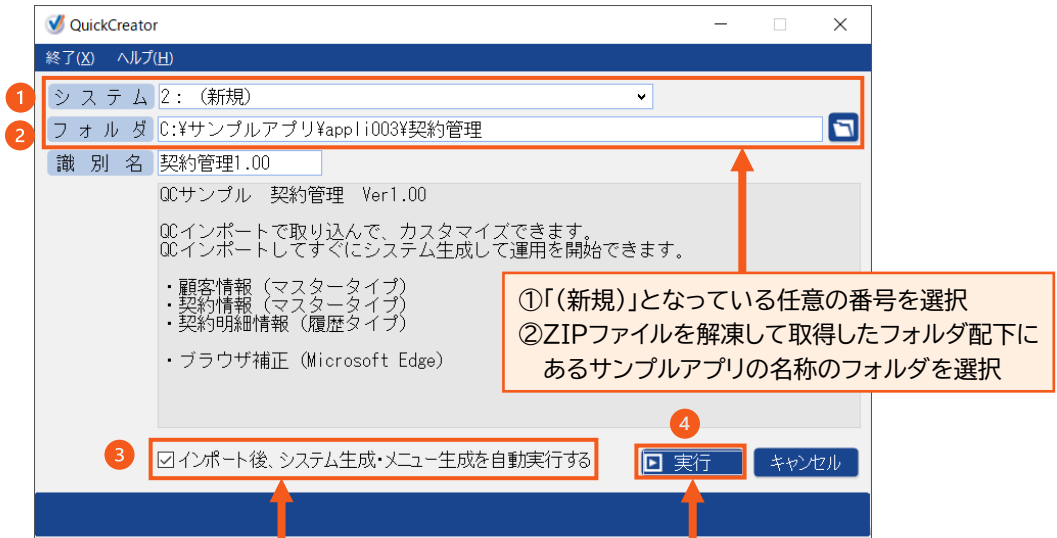 QuickCreator
終了(X) ヘルプ(H)
1 システム 2： （新規）
2 フォルダ C:¥サンプルアプリ¥appli003¥契約管理
識別名 契約管理1.00
QCサンプル　契約管理　Ver1.00
QCインポートで取り込んで、カスタマイズできます。
QCインポートしてすぐにシステム生成して運用を開始できます。
・顧客情報（マスタータイプ）
・契約情報（マスタータイプ）
・契約明細情報（履歴タイプ）
・ブラウザ補正（Microsoft Edge）
①「(新規)」となっている任意の番号を選択
②ZIPファイルを解凍して取得したフォルダ配下に
あるサンプルアプリの名称のフォルダを選択
4
3 インポート後、システム生成・メニュー生成を自動実行する 実行 キャンセル